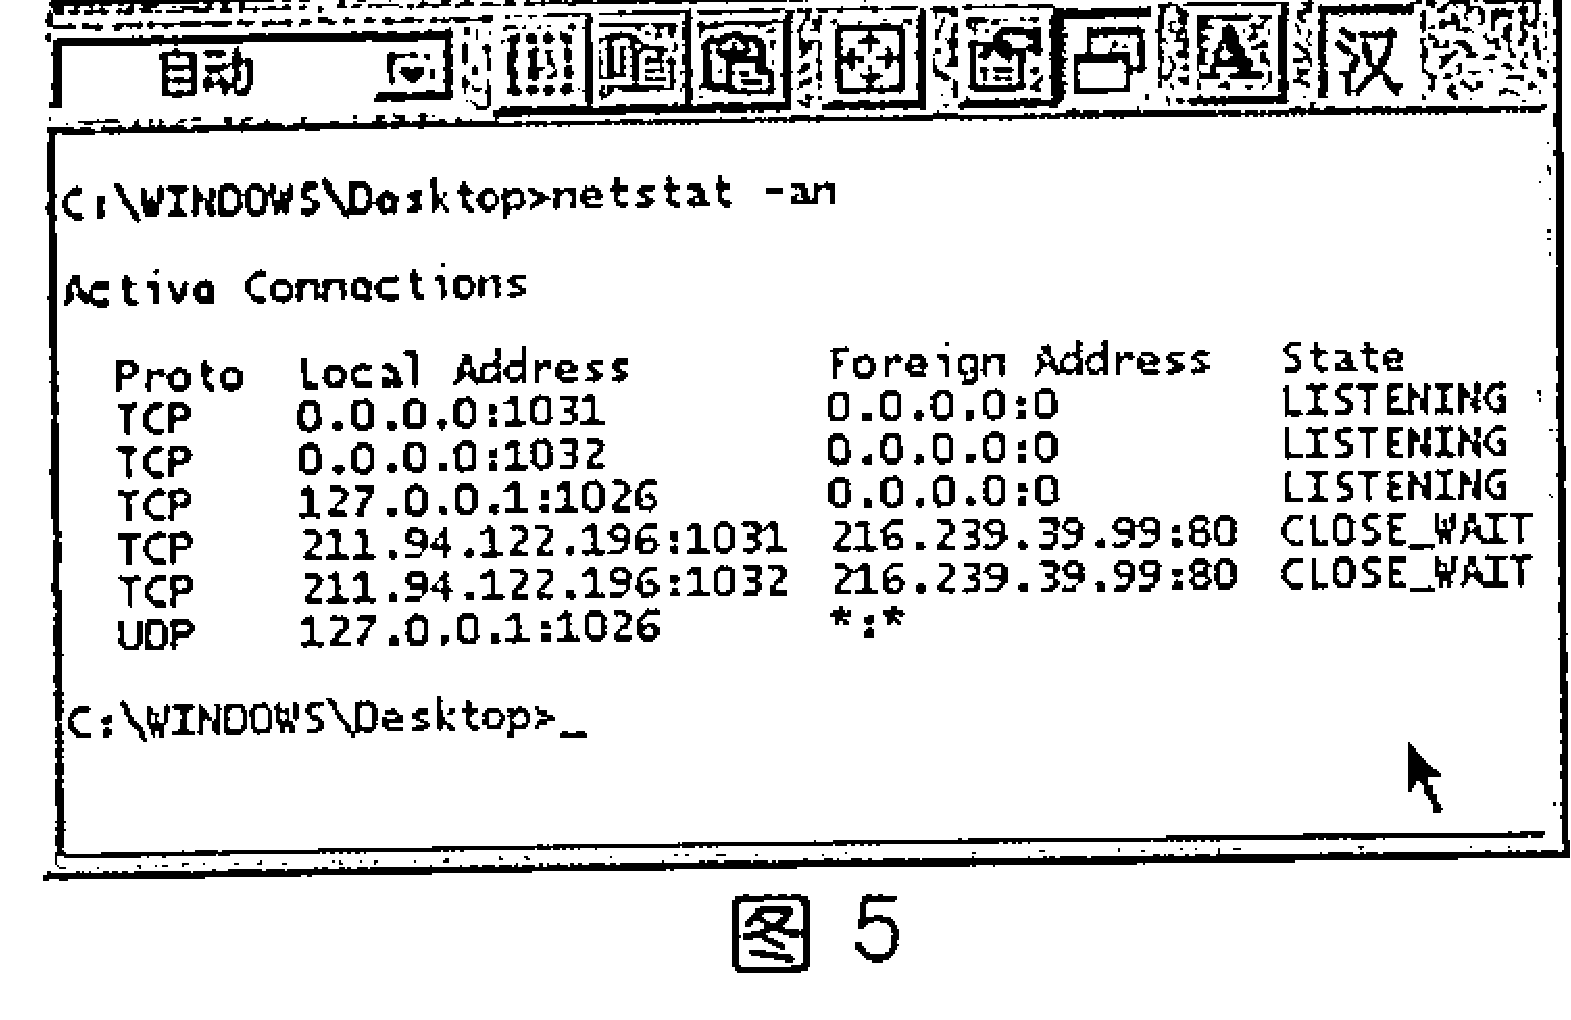 自动 A 汉
C:\WINDOWS\Desktop>netstat -an
Active Connections
Proto Local Address Foreign Address State
TCP 0.0.0.0:1031 0.0.0.0:0 LISTENING
TCP 0.0.0.0:1032 0.0.0.0:0 LISTENING
TCP 127.0.0.1:1026 0.0.0.0:0 LISTENING
TCP 211.94.122.196:1031 216.239.39.99:80 CLOSE_WAIT
TCP 211.94.122.196:1032 216.239.39.99:80 CLOSE_WAIT
UDP 127.0.0.1:1026 *:*
C:\WINDOWS\Desktop>_
图 5